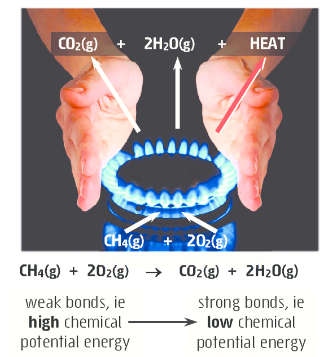 CO₂(g) + 2H₂O(g) + HEAT
CH₄(g) + 2O₂(g)
CH₄(g) + 2O₂(g) → CO₂(g) + 2H₂O(g)
weak bonds, ie strong bonds, ie
high chemical → low chemical
potential energy potential energy